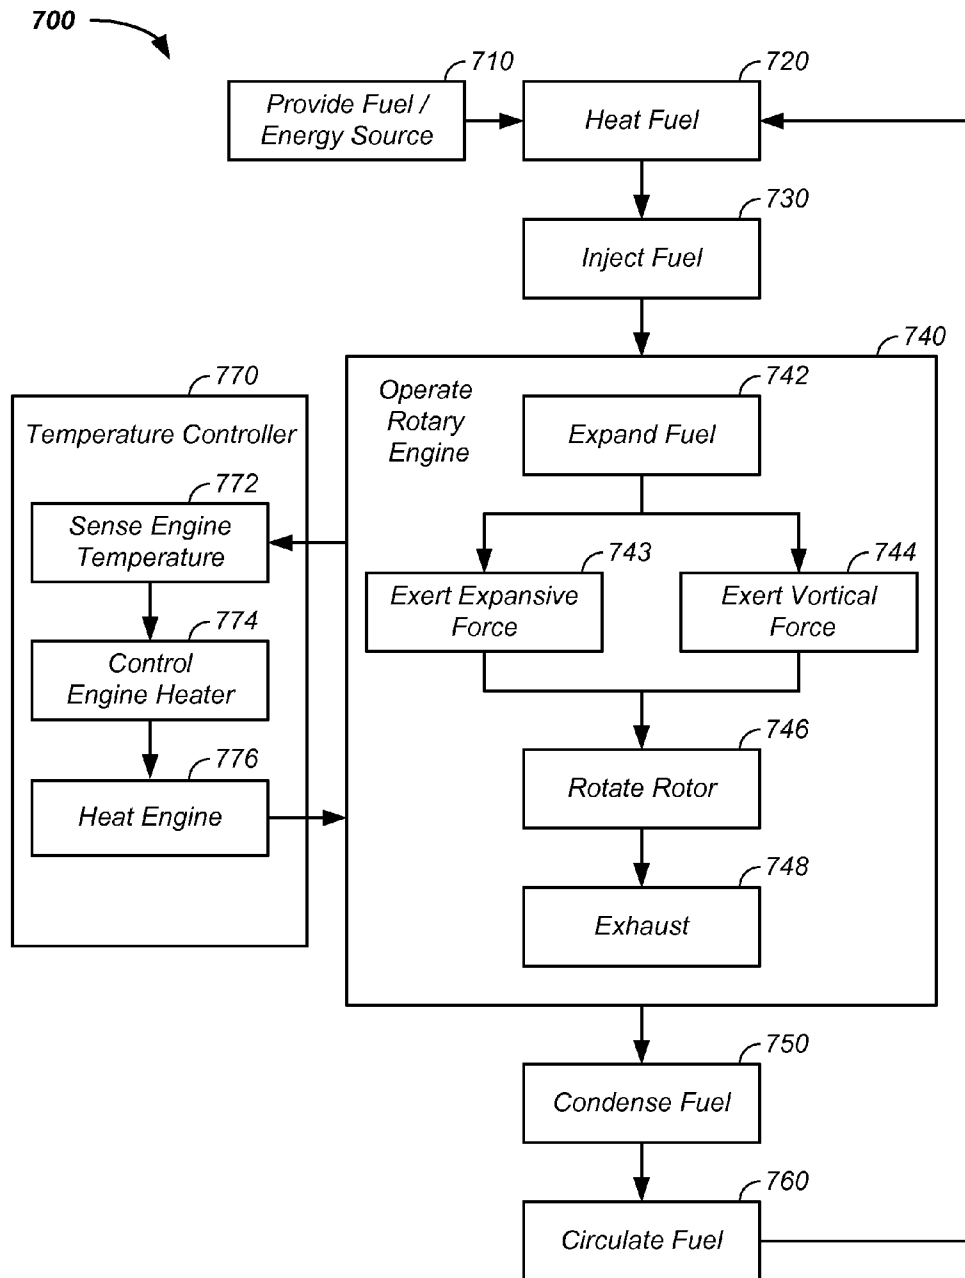 700
710
Provide Fuel /
Energy Source
720
Heat Fuel
730
Inject Fuel
740
Operate
Rotary
Engine
742
Expand Fuel
743
Exert Expansive
Force
744
Exert Vortical
Force
746
Rotate Rotor
748
Exhaust
770
Temperature Controller
772
Sense Engine
Temperature
774
Control
Engine Heater
776
Heat Engine
750
Condense Fuel
760
Circulate Fuel